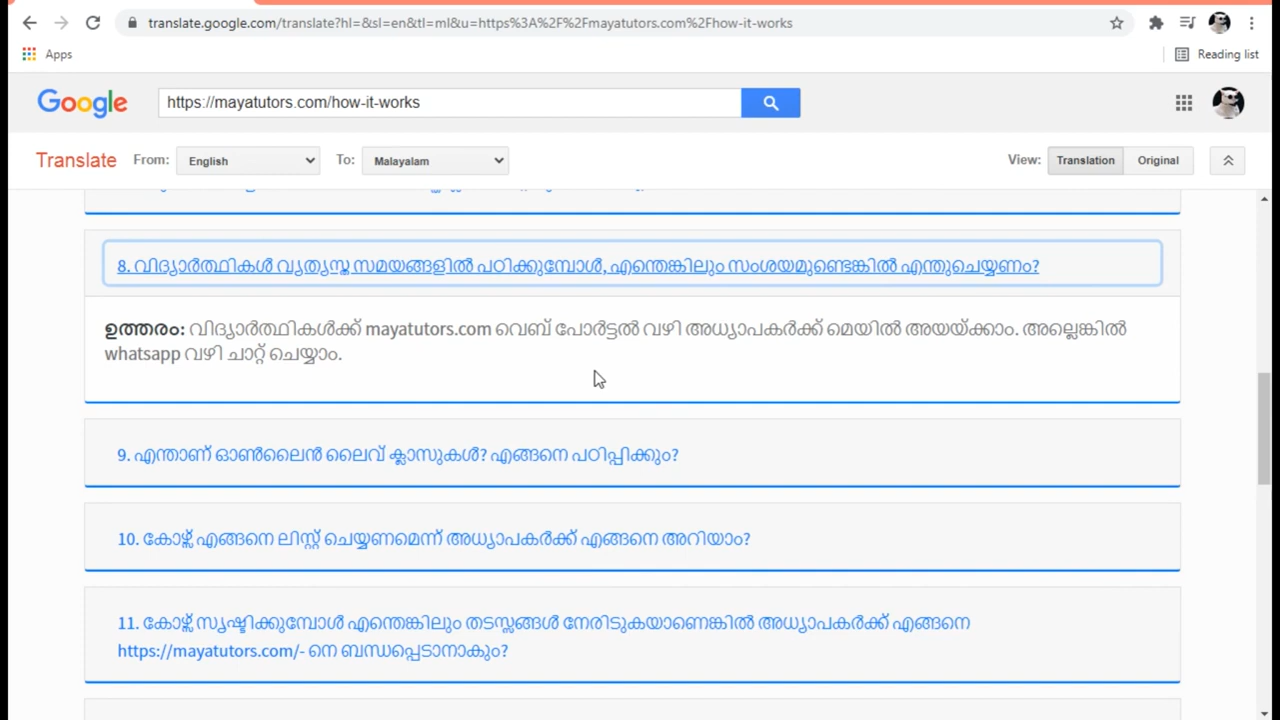 translate.google.com/translate?hl=&sl=en&tl=ml&u=https%3A%2F%2Fmayatutors.com%2Fhow-it-works
Apps
Reading list
Google
https://mayatutors.com/how-it-works
Translate From: English To: Malayalam View: Translation Original
8. വിദ്യാർത്ഥികൾ വ്യത്യസ്ത സമയങ്ങളിൽ പഠിക്കുമ്പോൾ, എന്തെങ്കിലും സംശയമുണ്ടെങ്കിൽ എന്തുചെയ്യണം?
ഉത്തരം: വിദ്യാർത്ഥികൾക്ക് mayatutors.com വെബ് പോർട്ടൽ വഴി അധ്യാപകർക്ക് മെയിൽ അയയ്ക്കാം. അല്ലെങ്കിൽ
whatsapp വഴി ചാറ്റ് ചെയ്യാം.
9. എന്താണ് ഓൺലൈൻ ലൈവ് ക്ലാസുകൾ? എങ്ങനെ പഠിപ്പിക്കും?
10. കോഴ്സ് എങ്ങനെ ലിസ്റ്റ് ചെയ്യണമെന്ന് അധ്യാപകർക്ക് എങ്ങനെ അറിയാം?
11. കോഴ്സ് സൃഷ്ടിക്കുമ്പോൾ എന്തെങ്കിലും തടസ്സങ്ങൾ നേരിടുകയാണെങ്കിൽ അധ്യാപകർക്ക് എങ്ങനെ
https://mayatutors.com/- നെ ബന്ധപ്പെടാനാകും?